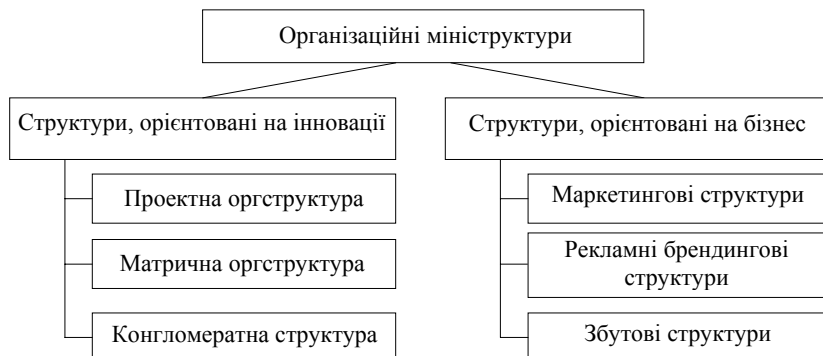 Організаційні мініструктури
Структури, орієнтовані на інновації
Проектна оргструктура
Матрична оргструктура
Конгломератна структура
Структури, орієнтовані на бізнес
Маркетингові структури
Рекламні брендингові
структури
Збутові структури